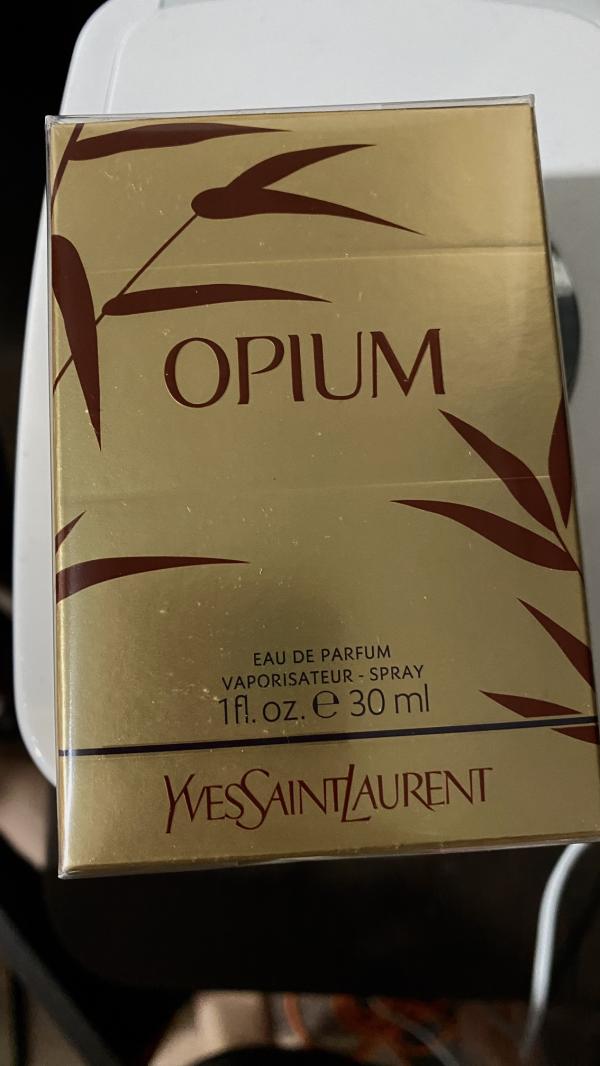 OPIUM
EAU DE PARFUM
VAPORISATEUR - SPRAY
1fl. oz. ℮ 30 ml
YVESSAINTLAURENT